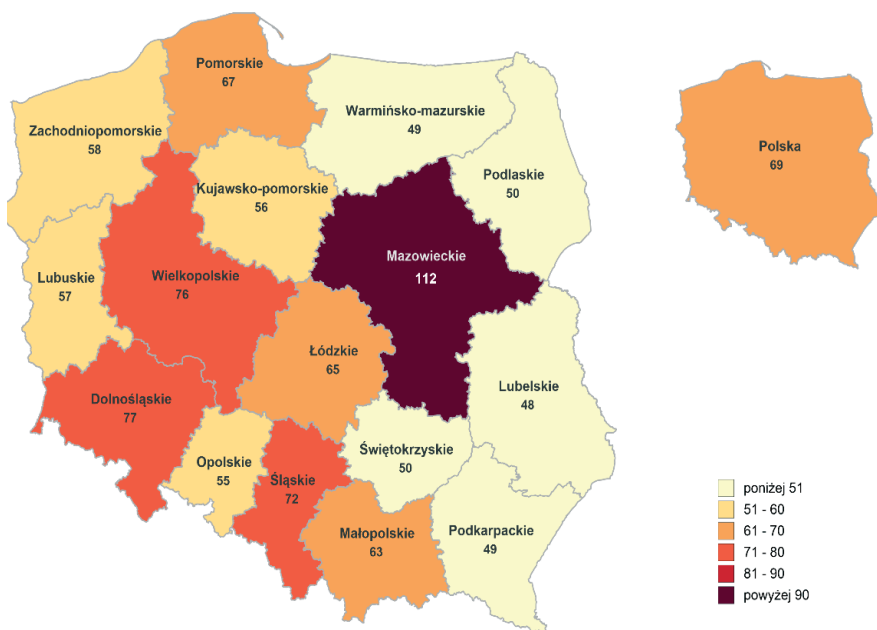 Pomorskie
67
Warmińsko-mazurskie
49
Zachodniopomorskie
58
Podlaskie
50
Kujawsko-pomorskie
56
Mazowieckie
112
Lubuskie
57
Wielkopolskie
76
Łódzkie
65
Lubelskie
48
Dolnośląskie
77
Opolskie
55
Śląskie
72
Świętokrzyskie
50
Małopolskie
63
Podkarpackie
49
Polska
69
poniżej 51
51 - 60
61 - 70
71 - 80
81 - 90
powyżej 90